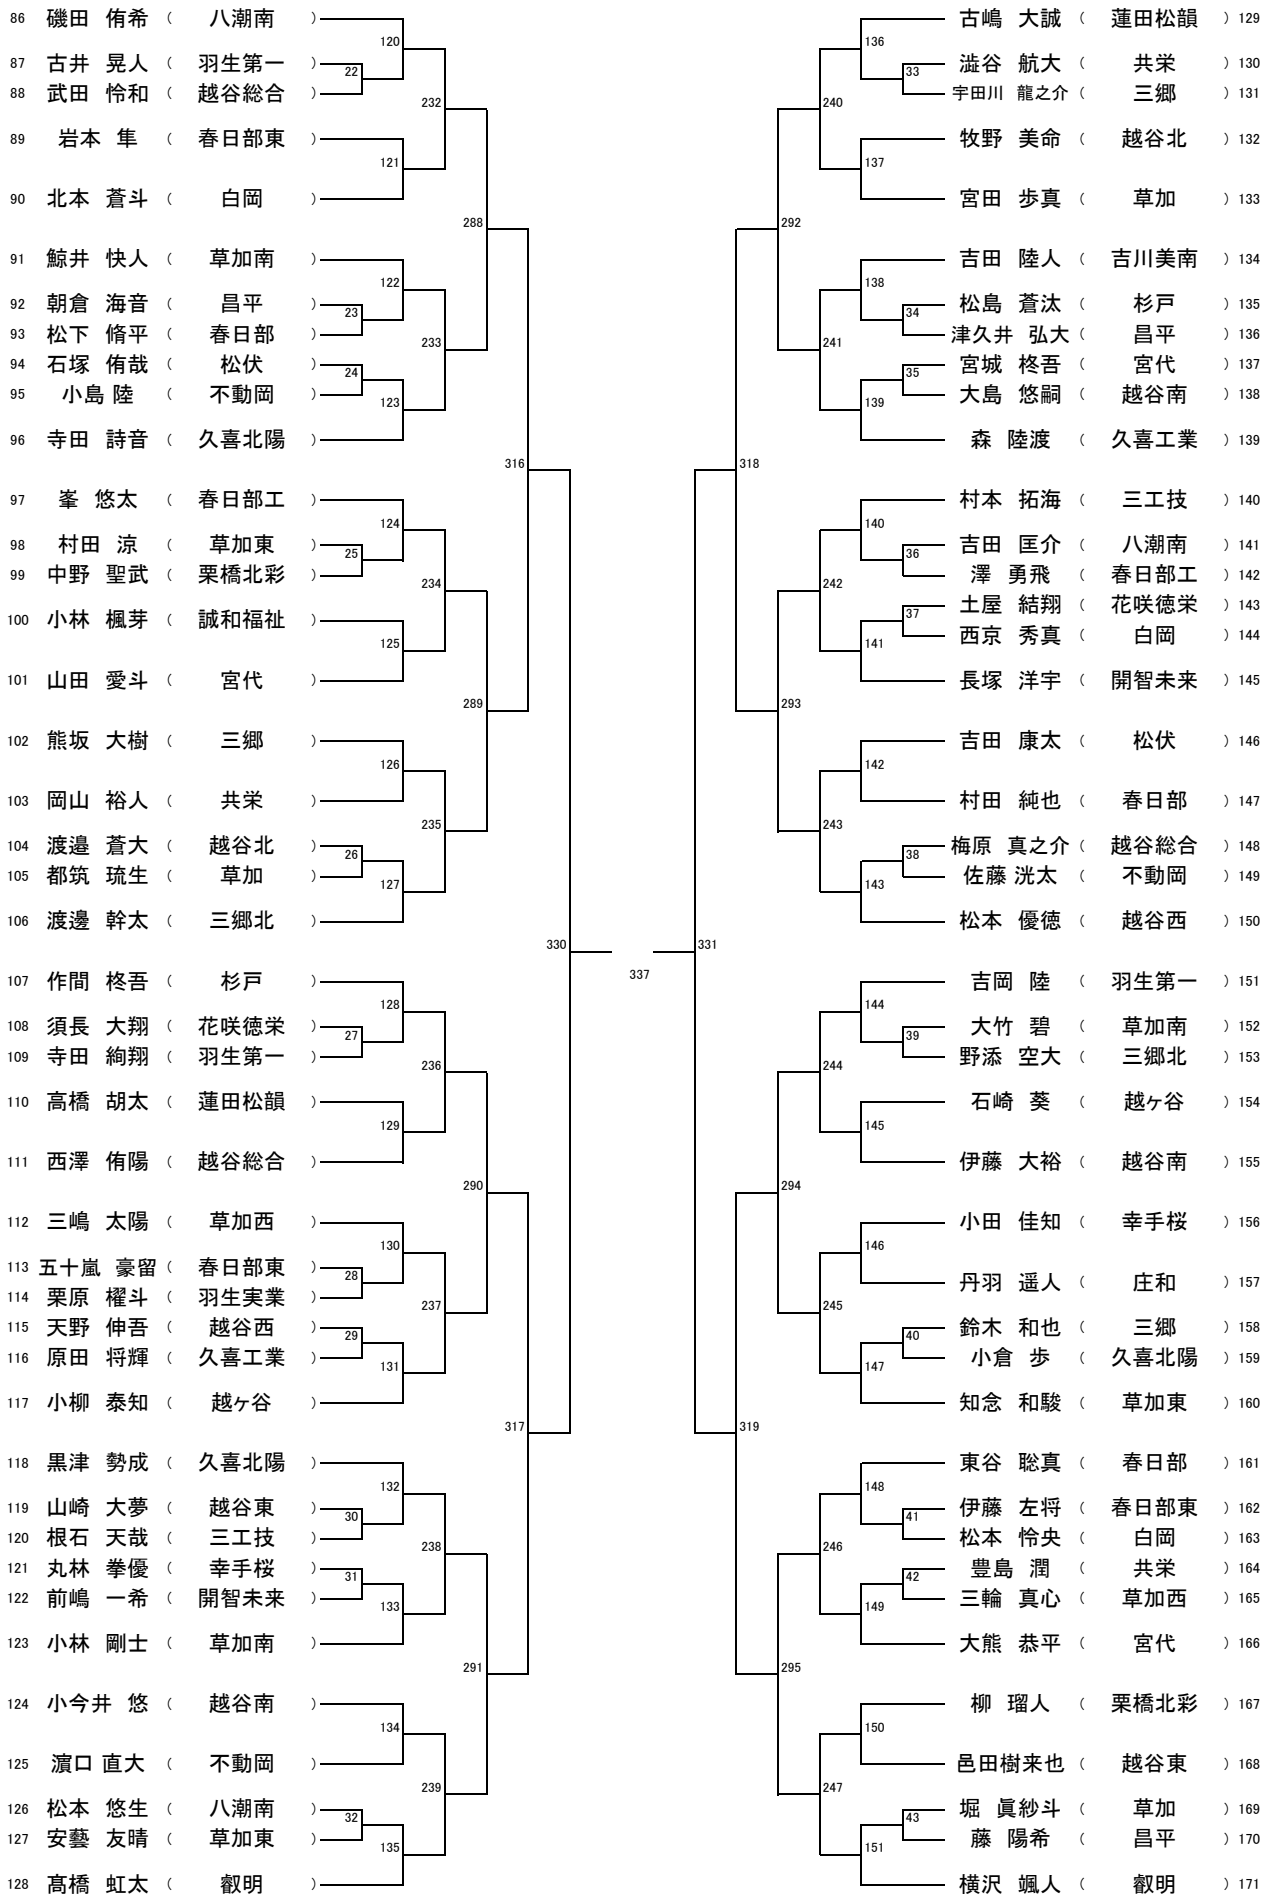 86 磯田 侑希 ( 八潮南 )
87 古井 晃人 ( 羽生第一 )
88 武田 怜和 ( 越谷総合 )
89 岩本 隼 ( 春日部東 )
90 北本 蒼斗 ( 白岡 )
91 鯨井 快人 ( 草加南 )
92 朝倉 海音 ( 昌平 )
93 松下 脩平 ( 春日部 )
94 石塚 侑哉 ( 松伏 )
95 小島 陸 ( 不動岡 )
96 寺田 詩音 ( 久喜北陽 )
97 峯 悠太 ( 春日部工 )
98 村田 涼 ( 草加東 )
99 中野 聖武 ( 栗橋北彩 )
100 小林 楓芽 ( 誠和福祉 )
101 山田 愛斗 ( 宮代 )
102 熊坂 大樹 ( 三郷 )
103 岡山 裕人 ( 共栄 )
104 渡邉 蒼大 ( 越谷北 )
105 都筑 琉生 ( 草加 )
106 渡邊 幹太 ( 三郷北 )
107 作間 柊吾 ( 杉戸 )
108 須長 大翔 ( 花咲徳栄 )
109 寺田 絢翔 ( 羽生第一 )
110 高橋 胡太 ( 蓮田松韻 )
111 西澤 侑陽 ( 越谷総合 )
112 三嶋 太陽 ( 草加西 )
113 五十嵐 豪留 ( 春日部東 )
114 栗原 櫂斗 ( 羽生実業 )
115 天野 伸吾 ( 越谷西 )
116 原田 将輝 ( 久喜工業 )
117 小柳 泰知 ( 越ヶ谷 )
118 黒津 勢成 ( 久喜北陽 )
119 山崎 大夢 ( 越谷東 )
120 根石 天哉 ( 三工技 )
121 丸林 拳優 ( 幸手桜 )
122 前嶋 一希 ( 開智未来 )
123 小林 剛士 ( 草加南 )
124 小今井 悠 ( 越谷南 )
125 濵口 直大 ( 不動岡 )
126 松本 悠生 ( 八潮南 )
127 安藝 友晴 ( 草加東 )
128 髙橋 虹太 ( 叡明 )
120
22
232
121
288
122
23
233
24
123
316
124
25
234
125
289
126
235
26
127
330
128
27
236
129
290
130
28
237
29
131
317
132
30
238
31
133
291
134
239
32
135
337
136
33
240
137
292
138
34
241
35
139
318
140
36
242
37
141
293
142
243
38
143
331
144
39
244
145
294
146
245
40
147
319
148
41
246
42
149
295
150
247
43
151
古嶋 大誠 ( 蓮田松韻 ) 129
澁谷 航大 ( 共栄 ) 130
宇田川 龍之介 ( 三郷 ) 131
牧野 美命 ( 越谷北 ) 132
宮田 歩真 ( 草加 ) 133
吉田 陸人 ( 吉川美南 ) 134
松島 蒼汰 ( 杉戸 ) 135
津久井 弘大 ( 昌平 ) 136
宮城 柊吾 ( 宮代 ) 137
大島 悠嗣 ( 越谷南 ) 138
森 陸渡 ( 久喜工業 ) 139
村本 拓海 ( 三工技 ) 140
吉田 匡介 ( 八潮南 ) 141
澤 勇飛 ( 春日部工 ) 142
土屋 結翔 ( 花咲徳栄 ) 143
西京 秀真 ( 白岡 ) 144
長塚 洋宇 ( 開智未来 ) 145
吉田 康太 ( 松伏 ) 146
村田 純也 ( 春日部 ) 147
梅原 真之介 ( 越谷総合 ) 148
佐藤 洸太 ( 不動岡 ) 149
松本 優徳 ( 越谷西 ) 150
吉岡 陸 ( 羽生第一 ) 151
大竹 碧 ( 草加南 ) 152
野添 空大 ( 三郷北 ) 153
石崎 葵 ( 越ヶ谷 ) 154
伊藤 大裕 ( 越谷南 ) 155
小田 佳知 ( 幸手桜 ) 156
丹羽 遥人 ( 庄和 ) 157
鈴木 和也 ( 三郷 ) 158
小倉 歩 ( 久喜北陽 ) 159
知念 和駿 ( 草加東 ) 160
東谷 聡真 ( 春日部 ) 161
伊藤 左将 ( 春日部東 ) 162
松本 怜央 ( 白岡 ) 163
豊島 潤 ( 共栄 ) 164
三輪 真心 ( 草加西 ) 165
大熊 恭平 ( 宮代 ) 166
柳 瑠人 ( 栗橋北彩 ) 167
邑田樹来也 ( 越谷東 ) 168
堀 眞紗斗 ( 草加 ) 169
藤 陽希 ( 昌平 ) 170
横沢 颯人 ( 叡明 ) 171